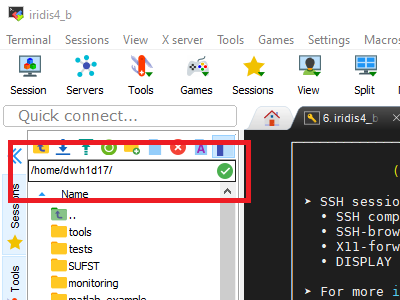 iridis4_b
Terminal Sessions View X server Tools Games Settings Macros
Session Servers Tools Games Sessions View Split
Quick connect...
6. iridis4_b
/home/dwh1d17/
Name
..
tools
tests
SUFST
monitoring
matlab_example
Sessions
Tools
(
➤ SSH sessio
• SSH comp
• SSH-brow
• X11-forw
• DISPLAY
➤ For more i